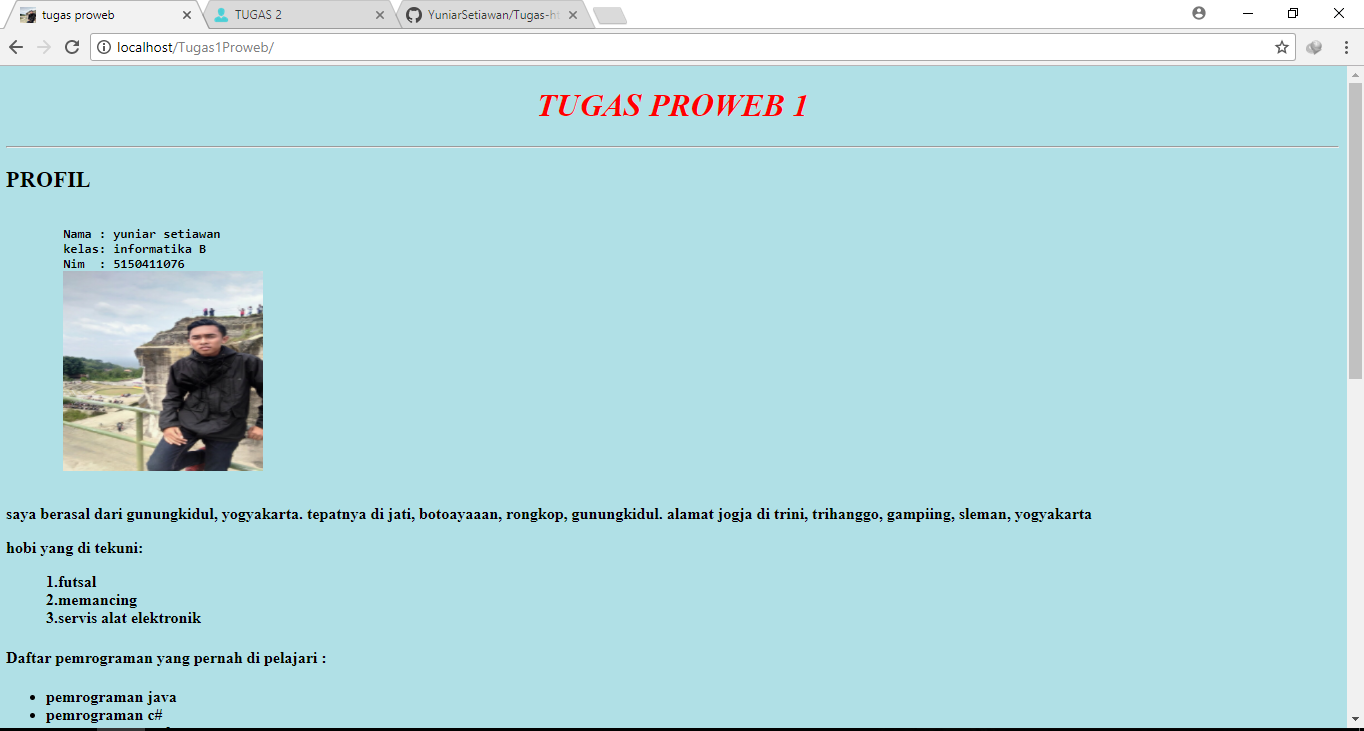 tugas proweb
TUGAS 2
YuniarSetiawan/Tugas-ht
localhost/Tugas1Proweb/
TUGAS PROWEB 1
PROFIL
Nama : yuniar setiawan
kelas: informatika B
Nim  : 5150411076
saya berasal dari gunungkidul, yogyakarta. tepatnya di jati, botoayaaan, rongkop, gunungkidul. alamat jogja di trini, trihanggo, gampiing, sleman, yogyakarta
hobi yang di tekuni:
1.futsal
2.memancing
3.servis alat elektronik
Daftar pemrograman yang pernah di pelajari :
• pemrograman java
• pemrograman c#